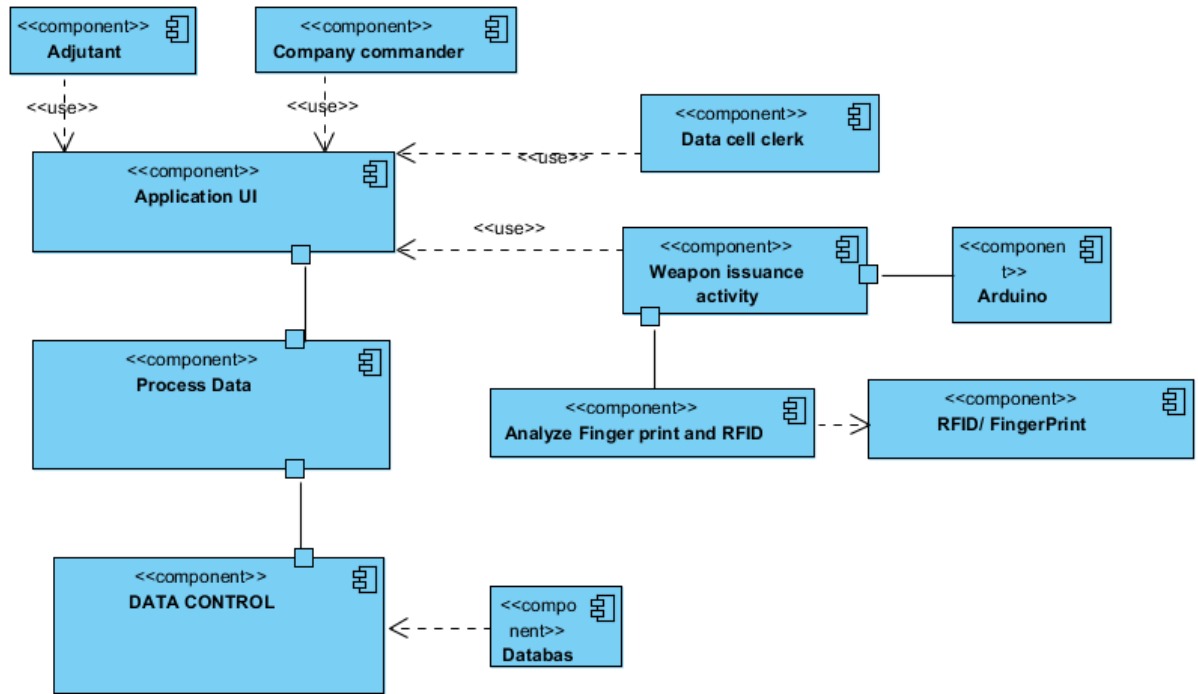 <<component>>
Adjutant
<<component>>
Company commander
<<use>>
<<use>>
<<component>>
Data cell clerk
<<use>>
<<component>>
Application UI
<<use>>
<<component>>
Weapon issuance
activity
<<componen
t>>
Arduino
<<component>>
Process Data
<<component>>
Analyze Finger print and RFID
<<component>>
RFID/ FingerPrint
<<component>>
DATA CONTROL
<<compo
nent>>
Databas